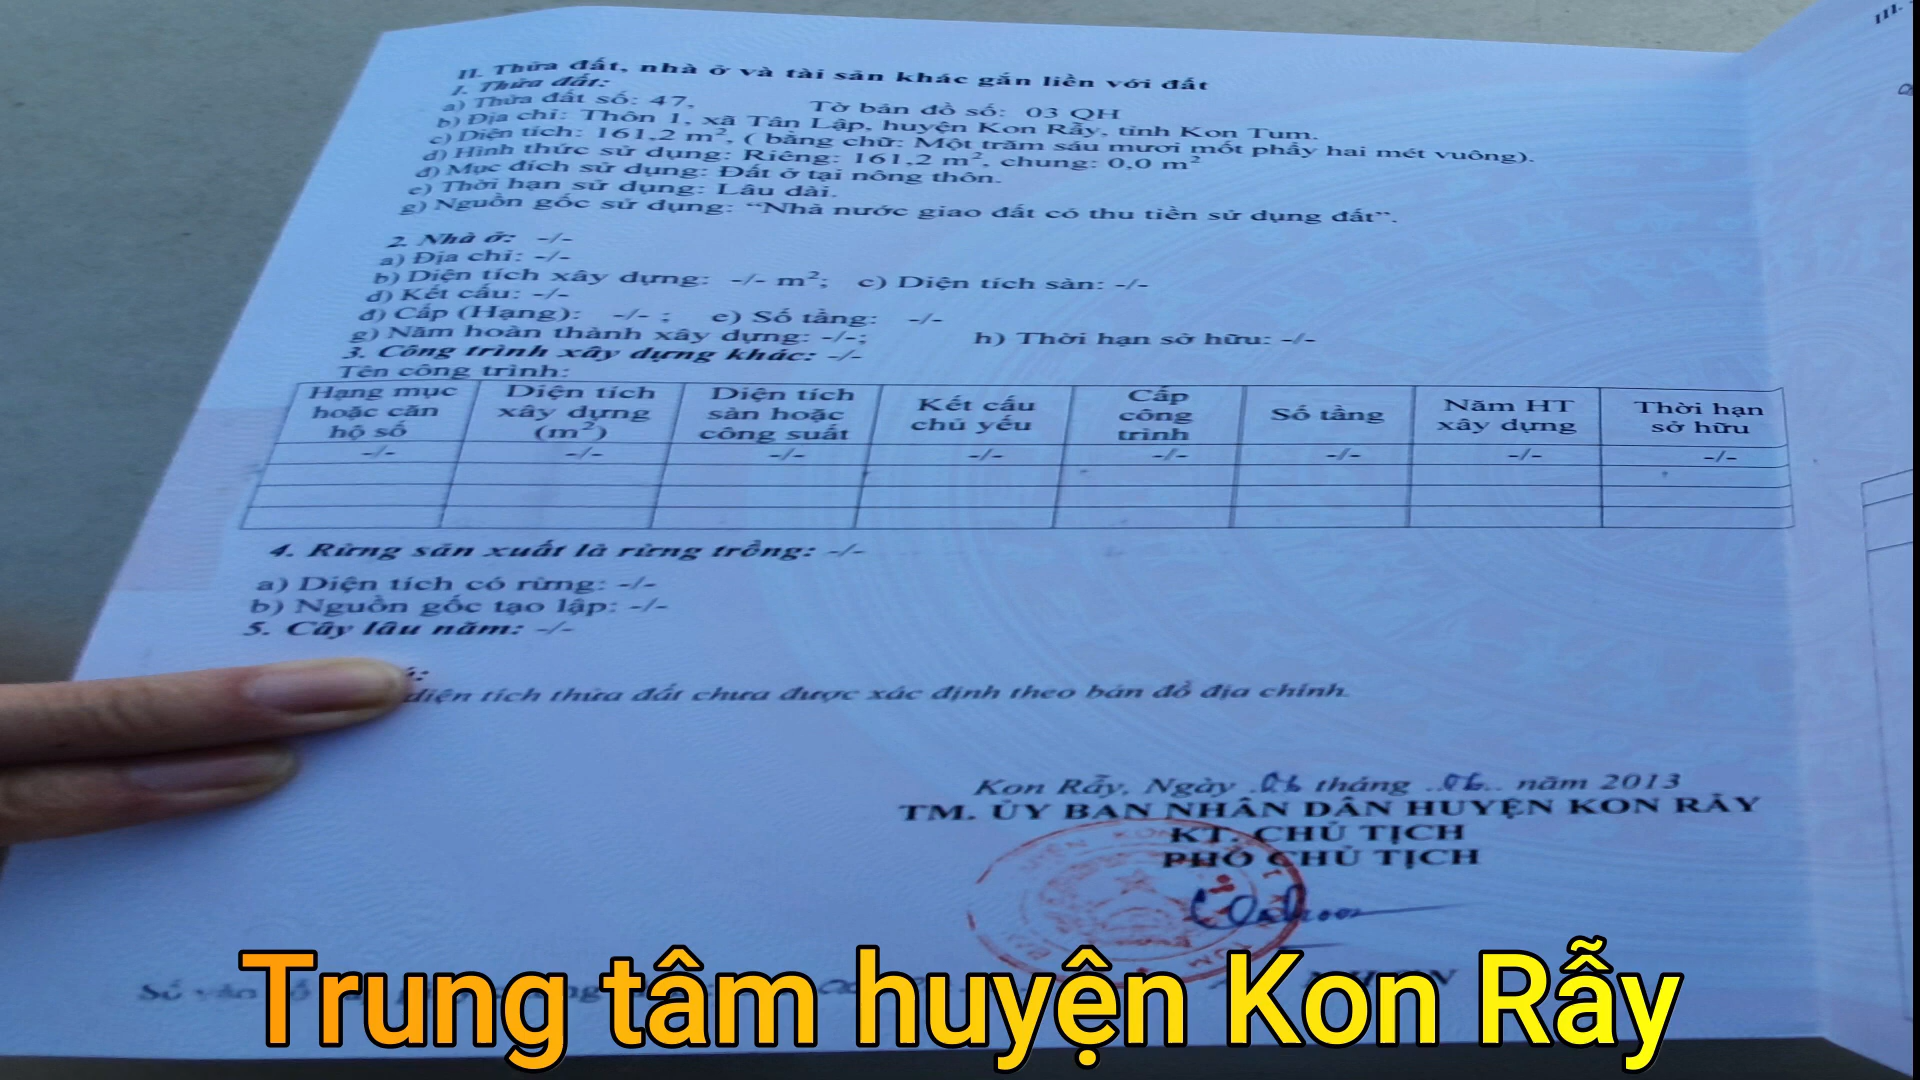 III.
II. Thửa đất, nhà ở và tài sản khác gắn liền với đất
1. Thửa đất:
a) Thửa đất số: 47, Tờ bản đồ số: 03 QH
b) Địa chỉ: Thôn 1, xã Tân Lập, huyện Kon Rẫy, tỉnh Kon Tum.
c) Diện tích: 161,2 m², ( bằng chữ: Một trăm sáu mươi mốt phẩy hai mét vuông).
d) Hình thức sử dụng: Riêng: 161,2 m², chung: 0,0 m²
đ) Mục đích sử dụng: Đất ở tại nông thôn.
e) Thời hạn sử dụng: Lâu dài.
g) Nguồn gốc sử dụng: “Nhà nước giao đất có thu tiền sử dụng đất”.
2. Nhà ở: -/-
a) Địa chỉ: -/-
b) Diện tích xây dựng: -/- m²; c) Diện tích sàn: -/-
d) Kết cấu: -/-
đ) Cấp (Hạng): -/- ; e) Số tầng: -/-
g) Năm hoàn thành xây dựng: -/-; h) Thời hạn sở hữu: -/-
3. Công trình xây dựng khác: -/-
Tên công trình:
Hạng mục hoặc căn hộ số | Diện tích xây dựng (m²) | Diện tích sàn hoặc công suất | Kết cấu chủ yếu | Cấp công trình | Số tầng | Năm HT xây dựng | Thời hạn sở hữu
-/- -/- -/- -/- -/- -/- -/- -/-
4. Rừng sản xuất là rừng trồng: -/-
a) Diện tích có rừng: -/-
b) Nguồn gốc tạo lập: -/-
5. Cây lâu năm: -/-
diện tích thửa đất chưa được xác định theo bản đồ địa chính.
Kon Rẫy, Ngày 06 tháng 06 năm 2013
TM. ỦY BAN NHÂN DÂN HUYỆN KON RẪY
KT. CHỦ TỊCH
PHÓ CHỦ TỊCH
Trung tâm huyện Kon Rẫy